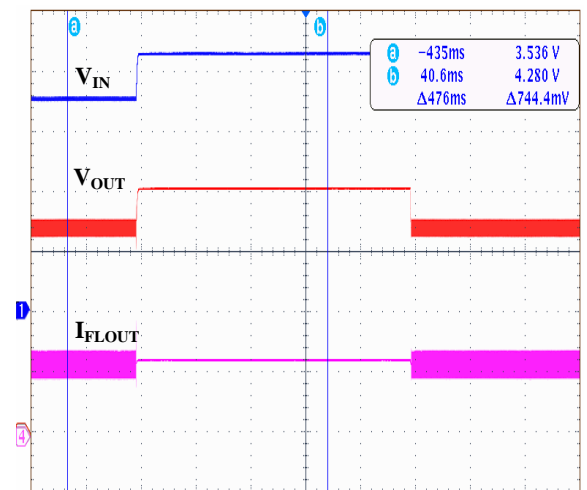 a
b
a -435ms 3.536 V
b 40.6ms 4.280 V
Δ476ms Δ744.4mV
VIN
VOUT
1
IFLOUT
4